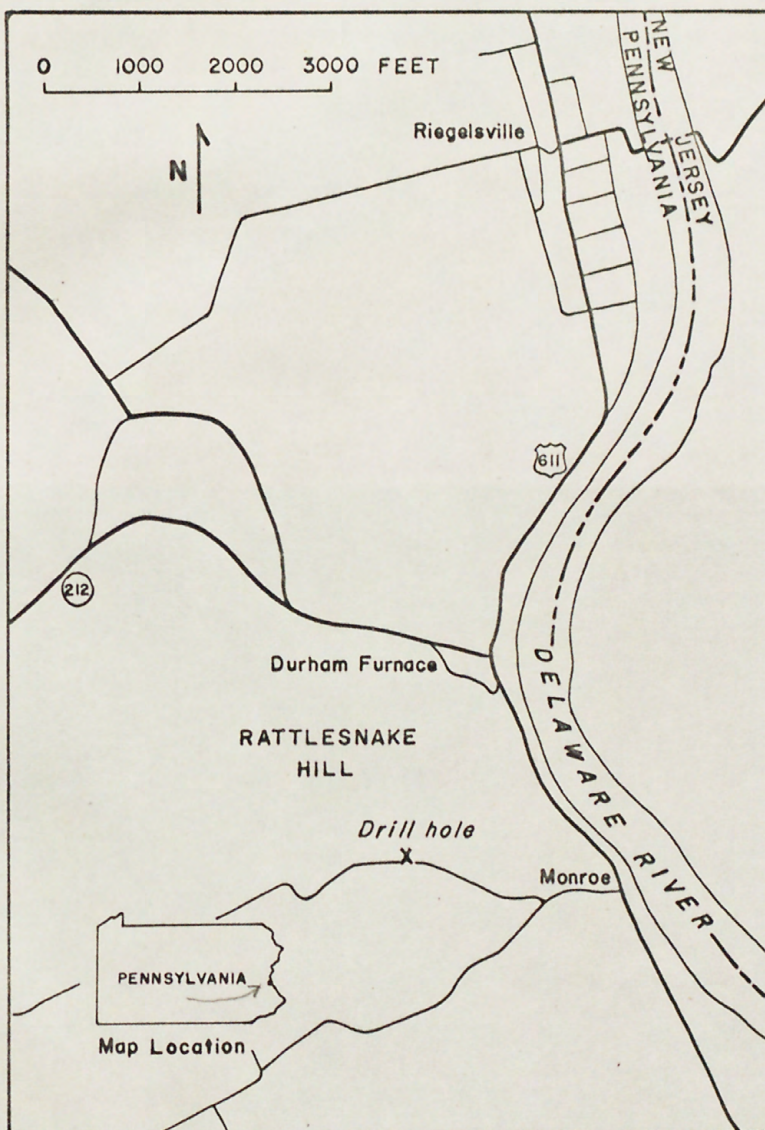 0 1000 2000 3000 FEET
N
Riegelsville
NEW JERSEY
PENNSYLVANIA
611
212
Durham Furnace
RATTLESNAKE
HILL
DELAWARE RIVER
Drill hole
X
Monroe
PENNSYLVANIA
Map Location